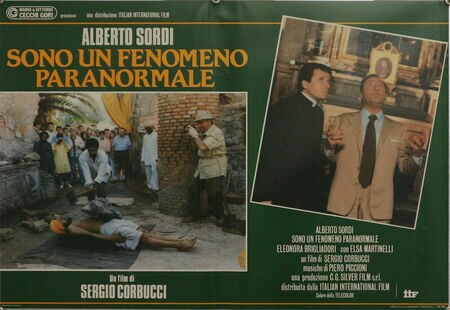 MARIO & VITTORIO
CECCHI GORI
presentano
una distribuzione ITALIAN INTERNATIONAL FILM
ALBERTO SORDI
SONO UN FENOMENO
PARANORMALE
Un film di
SERGIO CORBUCCI
ALBERTO SORDI
SONO UN FENOMENO PARANORMALE
ELEONORA BRIGLIADORI con ELSA MARTINELLI
un film di SERGIO CORBUCCI
musiche di PIERO PICCIONI
una produzione G.G. SILVER FILM s.r.l.
distribuita dalla ITALIAN INTERNATIONAL FILM
Colore della TELECOLOR
iif